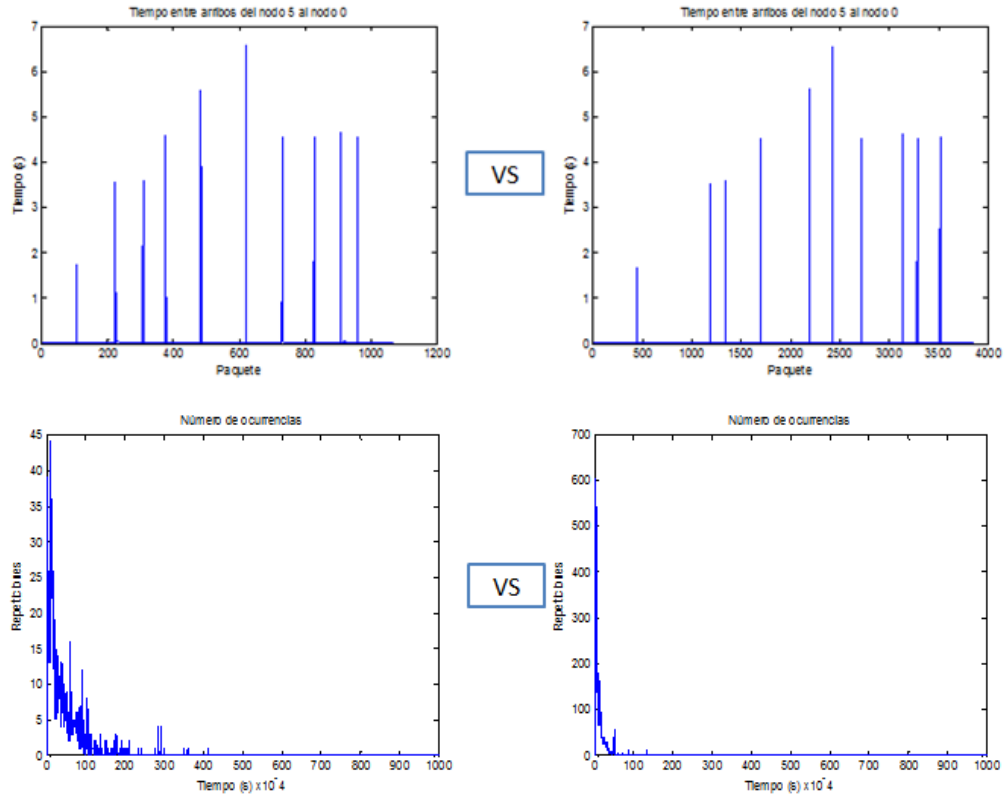 Tiempo entre arribos del nodo 5 al nodo 0
7
6
5
4
3
2
1
0
Tiempo (s)
0 200 400 600 800 1000 1200
Paquete
VS
Tiempo entre arribos del nodo 5 al nodo 0
7
6
5
4
3
2
1
0
Tiempo (s)
0 500 1000 1500 2000 2500 3000 3500 4000
Paquete
Número de ocurrencias
45
40
35
30
25
20
15
10
5
0
Repeticiones
0 100 200 300 400 500 600 700 800 900 1000
Tiempo (s) x10^-4
VS
Número de ocurrencias
700
600
500
400
300
200
100
0
Repeticiones
0 100 200 300 400 500 600 700 800 900 1000
Tiempo (s) x10^-4